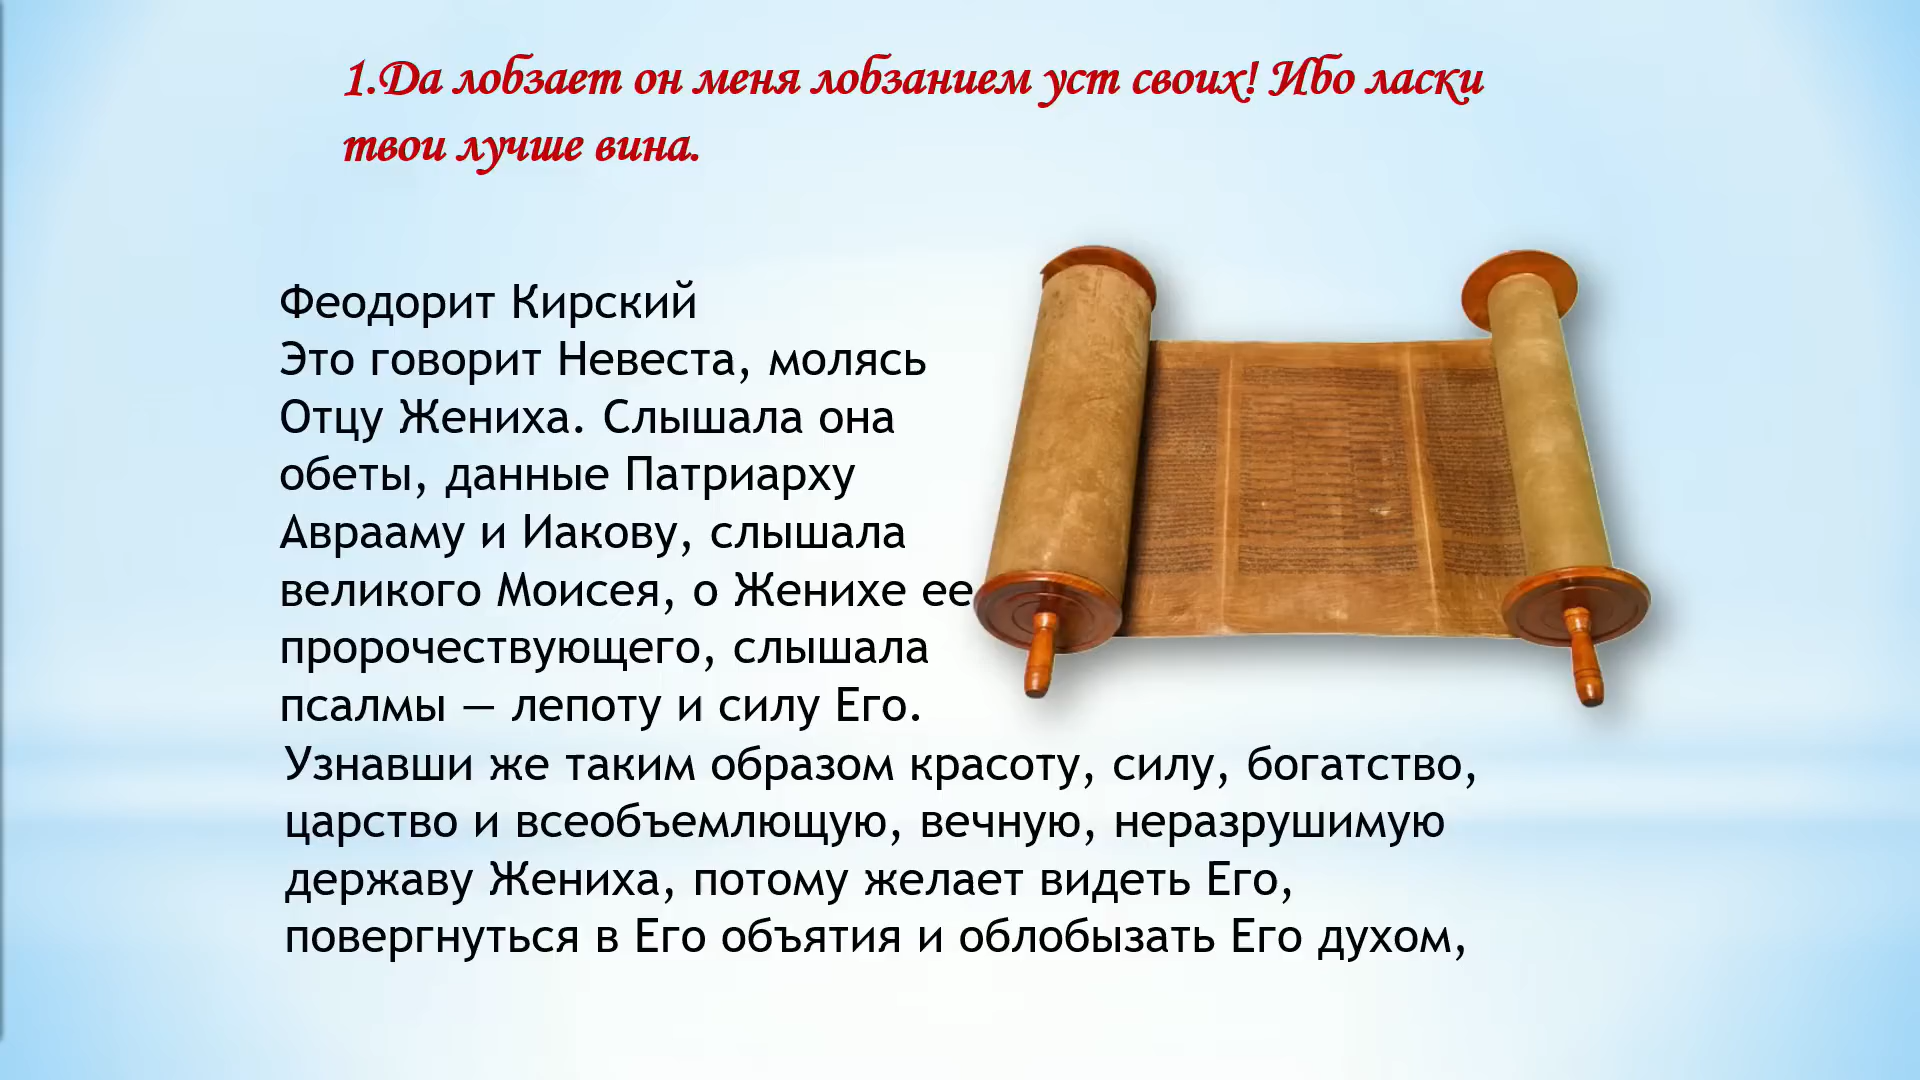 1.Да лобзает он меня лобзанием уст своих! Ибо ласки
твои лучше вина.
Феодорит Кирский
Это говорит Невеста, молясь
Отцу Жениха. Слышала она
обеты, данные Патриарху
Аврааму и Иакову, слышала
великого Моисея, о Женихе ее
пророчествующего, слышала
псалмы — лепоту и силу Его.
Узнавши же таким образом красоту, силу, богатство,
царство и всеобъемлющую, вечную, неразрушимую
державу Жениха, потому желает видеть Его,
повергнуться в Его объятия и облобызать Его духом,